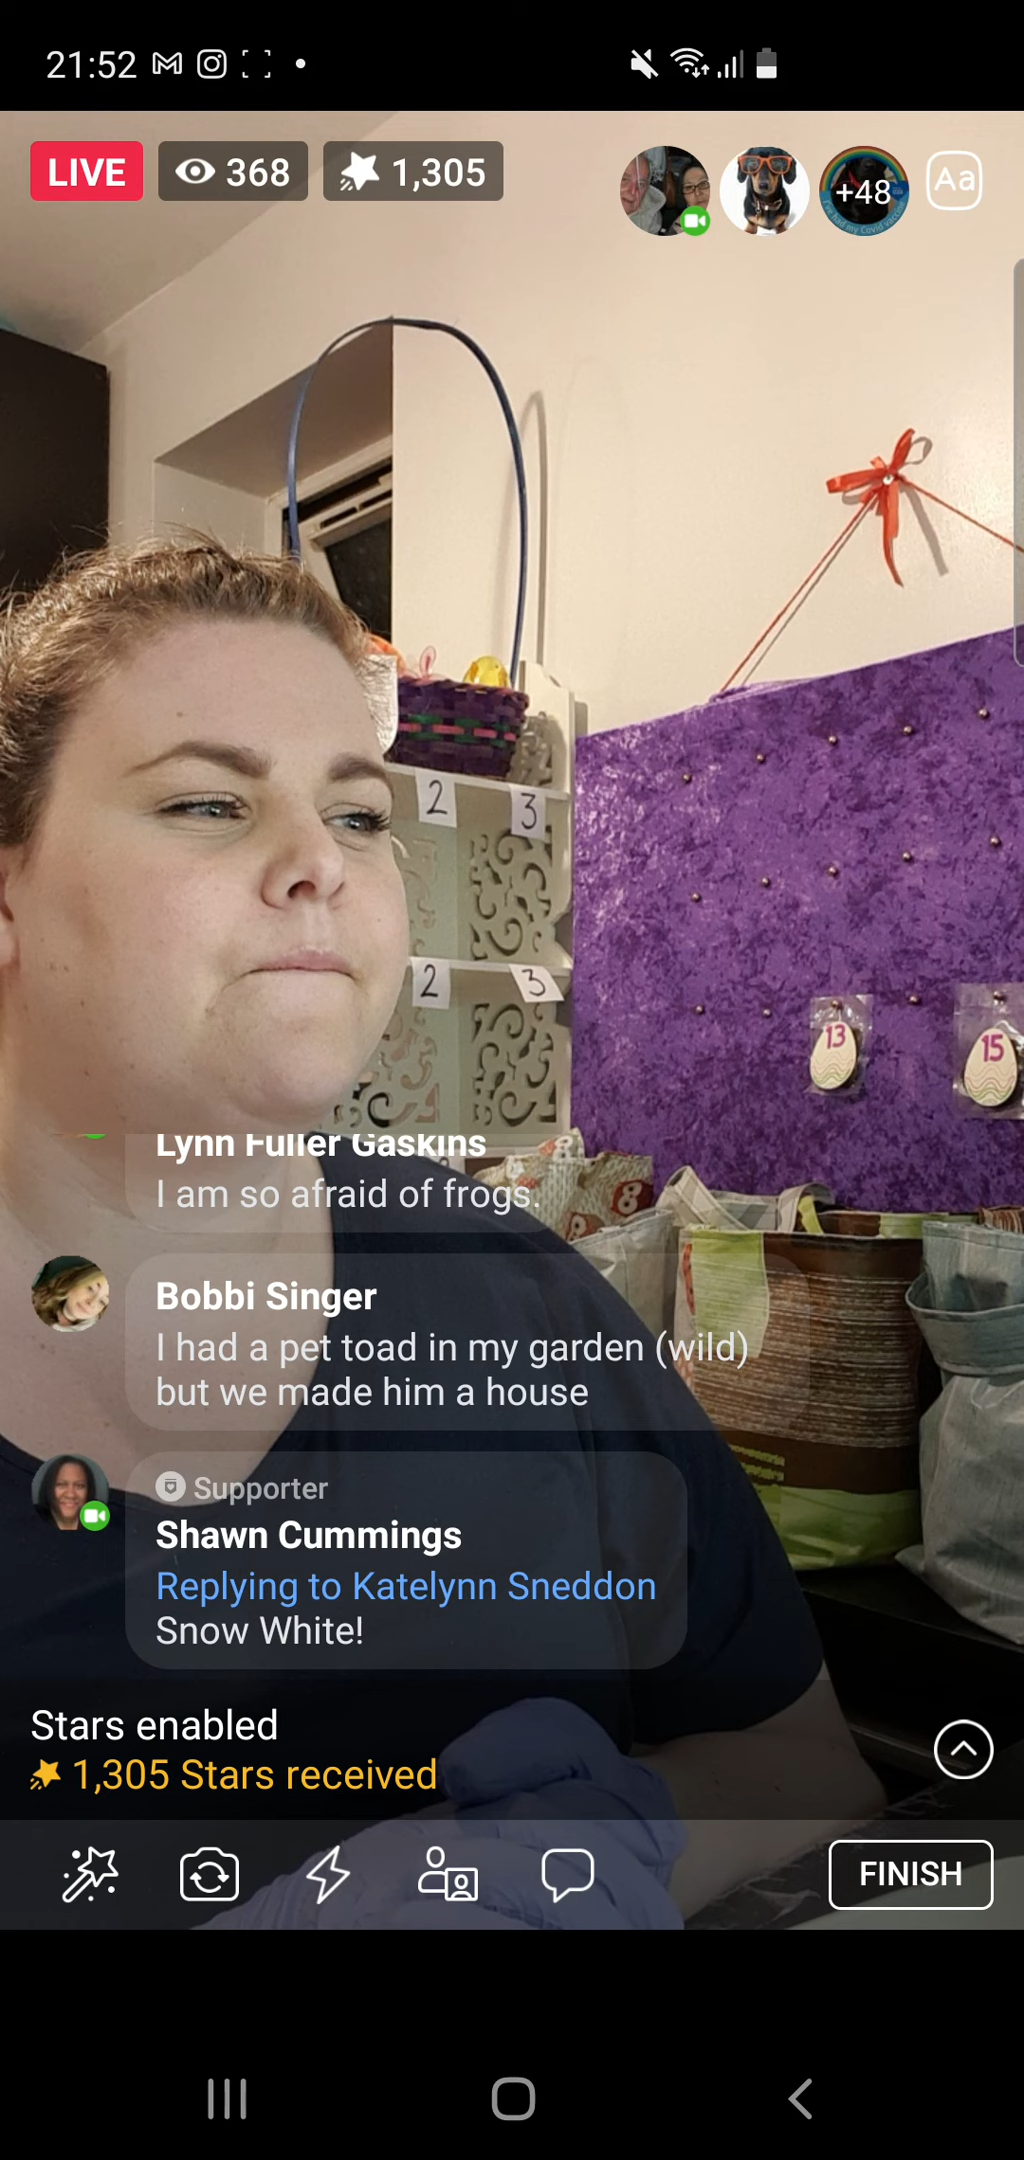 21:52
LIVE
368
1,305
+48
Aa
2
3
2
3
13
15
8
Lynn Fuller Gaskins
I am so afraid of frogs.
Bobbi Singer
I had a pet toad in my garden (wild)
but we made him a house
Supporter
Shawn Cummings
Replying to Katelynn Sneddon
Snow White!
Stars enabled
1,305 Stars received
FINISH